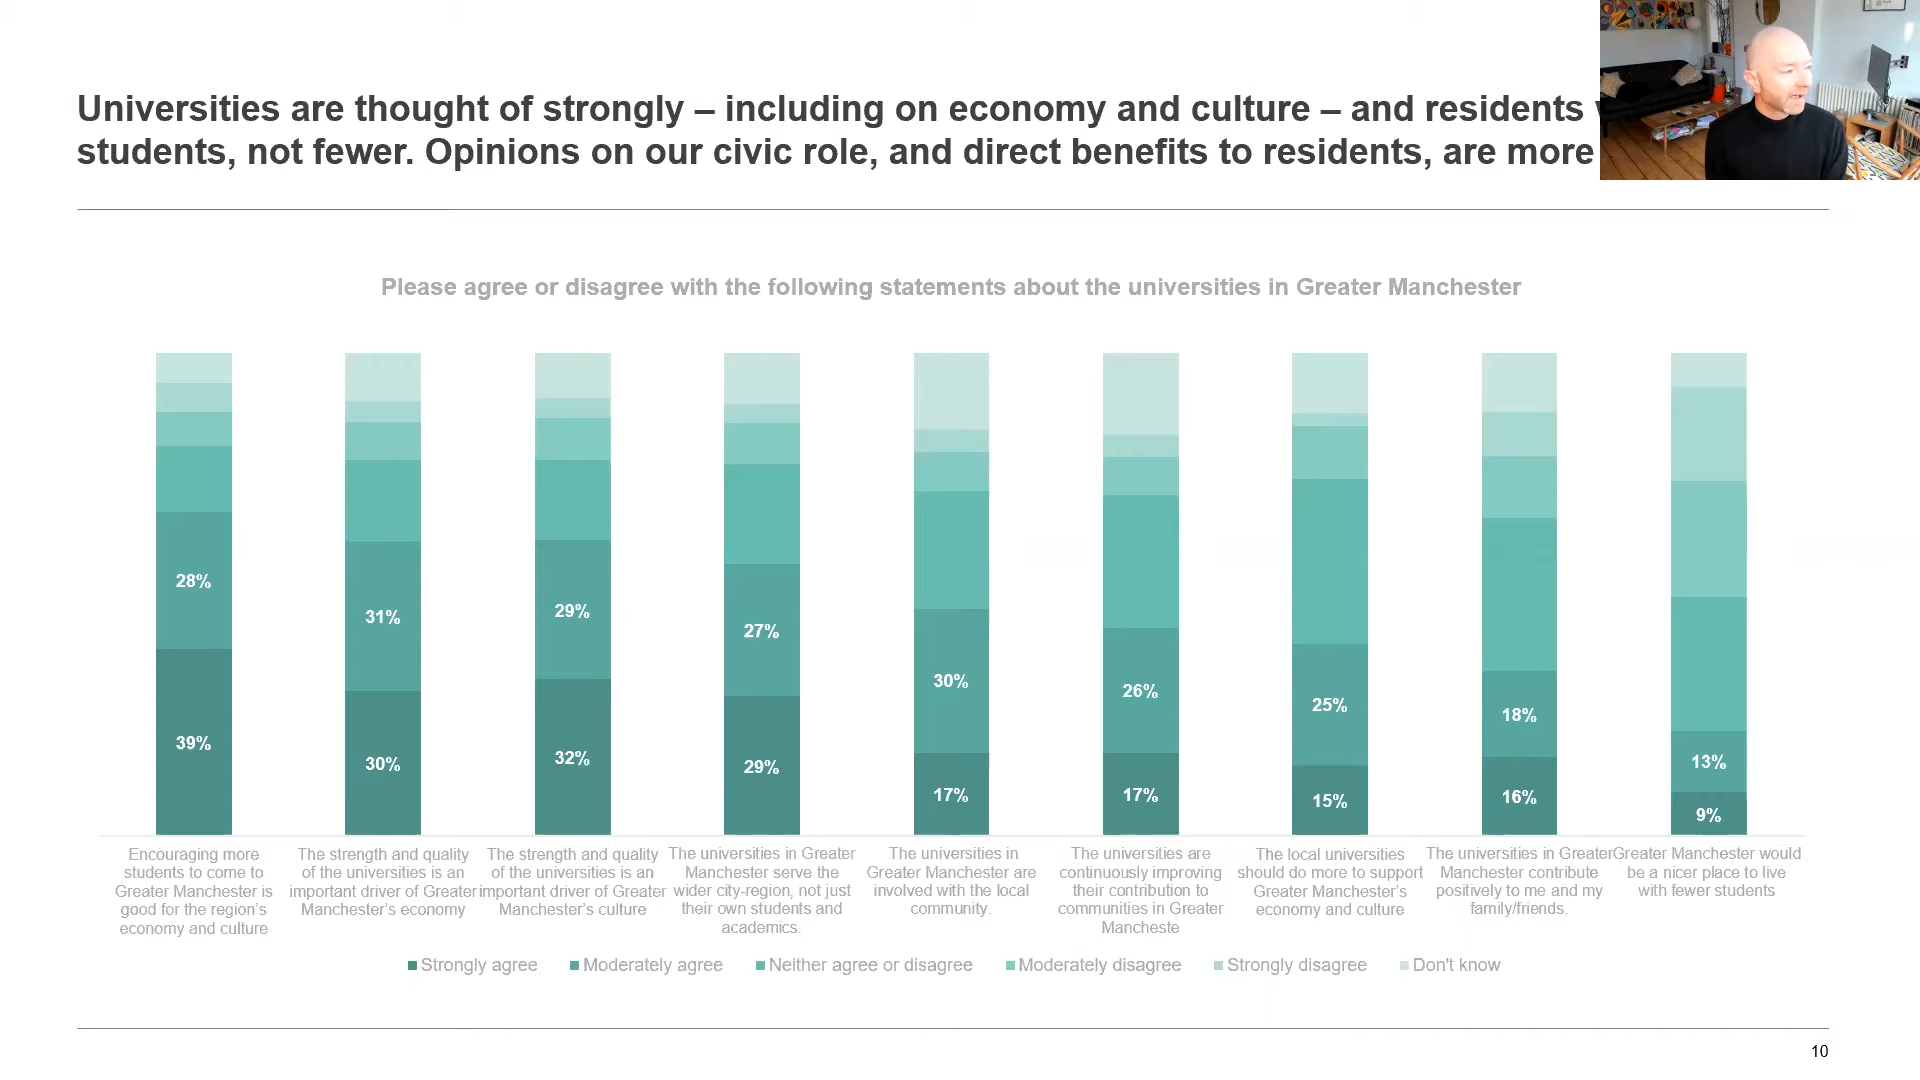 Universities are thought of strongly – including on economy and culture – and residents
students, not fewer. Opinions on our civic role, and direct benefits to residents, are more
Please agree or disagree with the following statements about the universities in Greater Manchester
28%
39%
31%
30%
29%
32%
27%
29%
30%
17%
26%
17%
25%
15%
18%
16%
13%
9%
Encouraging more
students to come to
Greater Manchester is
good for the region's
economy and culture
The strength and quality
of the universities is an
important driver of Greater
Manchester's economy
The strength and quality
of the universities is an
important driver of Greater
Manchester's culture
The universities in Greater
Manchester serve the
wider city-region, not just
their own students and
academics.
The universities in
Greater Manchester are
involved with the local
community.
The universities are
continuously improving
their contribution to
communities in Greater
Mancheste
The local universities
should do more to support
Greater Manchester's
economy and culture
The universities in Greater
Manchester contribute
positively to me and my
family/friends.
Greater Manchester would
be a nicer place to live
with fewer students
Strongly agree
Moderately agree
Neither agree or disagree
Moderately disagree
Strongly disagree
Don't know
10